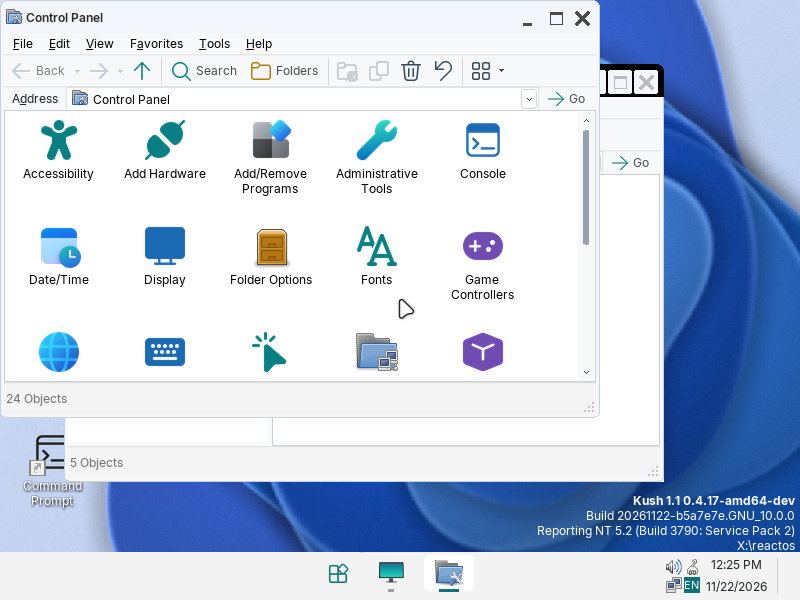 Control Panel
File Edit View Favorites Tools Help
Back Search Folders
Address Control Panel Go
Accessibility
Add Hardware
Add/Remove
Programs
Administrative
Tools
Console
Date/Time
Display
Folder Options
Fonts
Game
Controllers
24 Objects
Go
5 Objects
Command
Prompt
Kush 1.1 0.4.17-amd64-dev
Build 20261122-b5a7e7e.GNU_10.0.0
Reporting NT 5.2 (Build 3790: Service Pack 2)
X:\reactos
12:25 PM
EN 11/22/2026